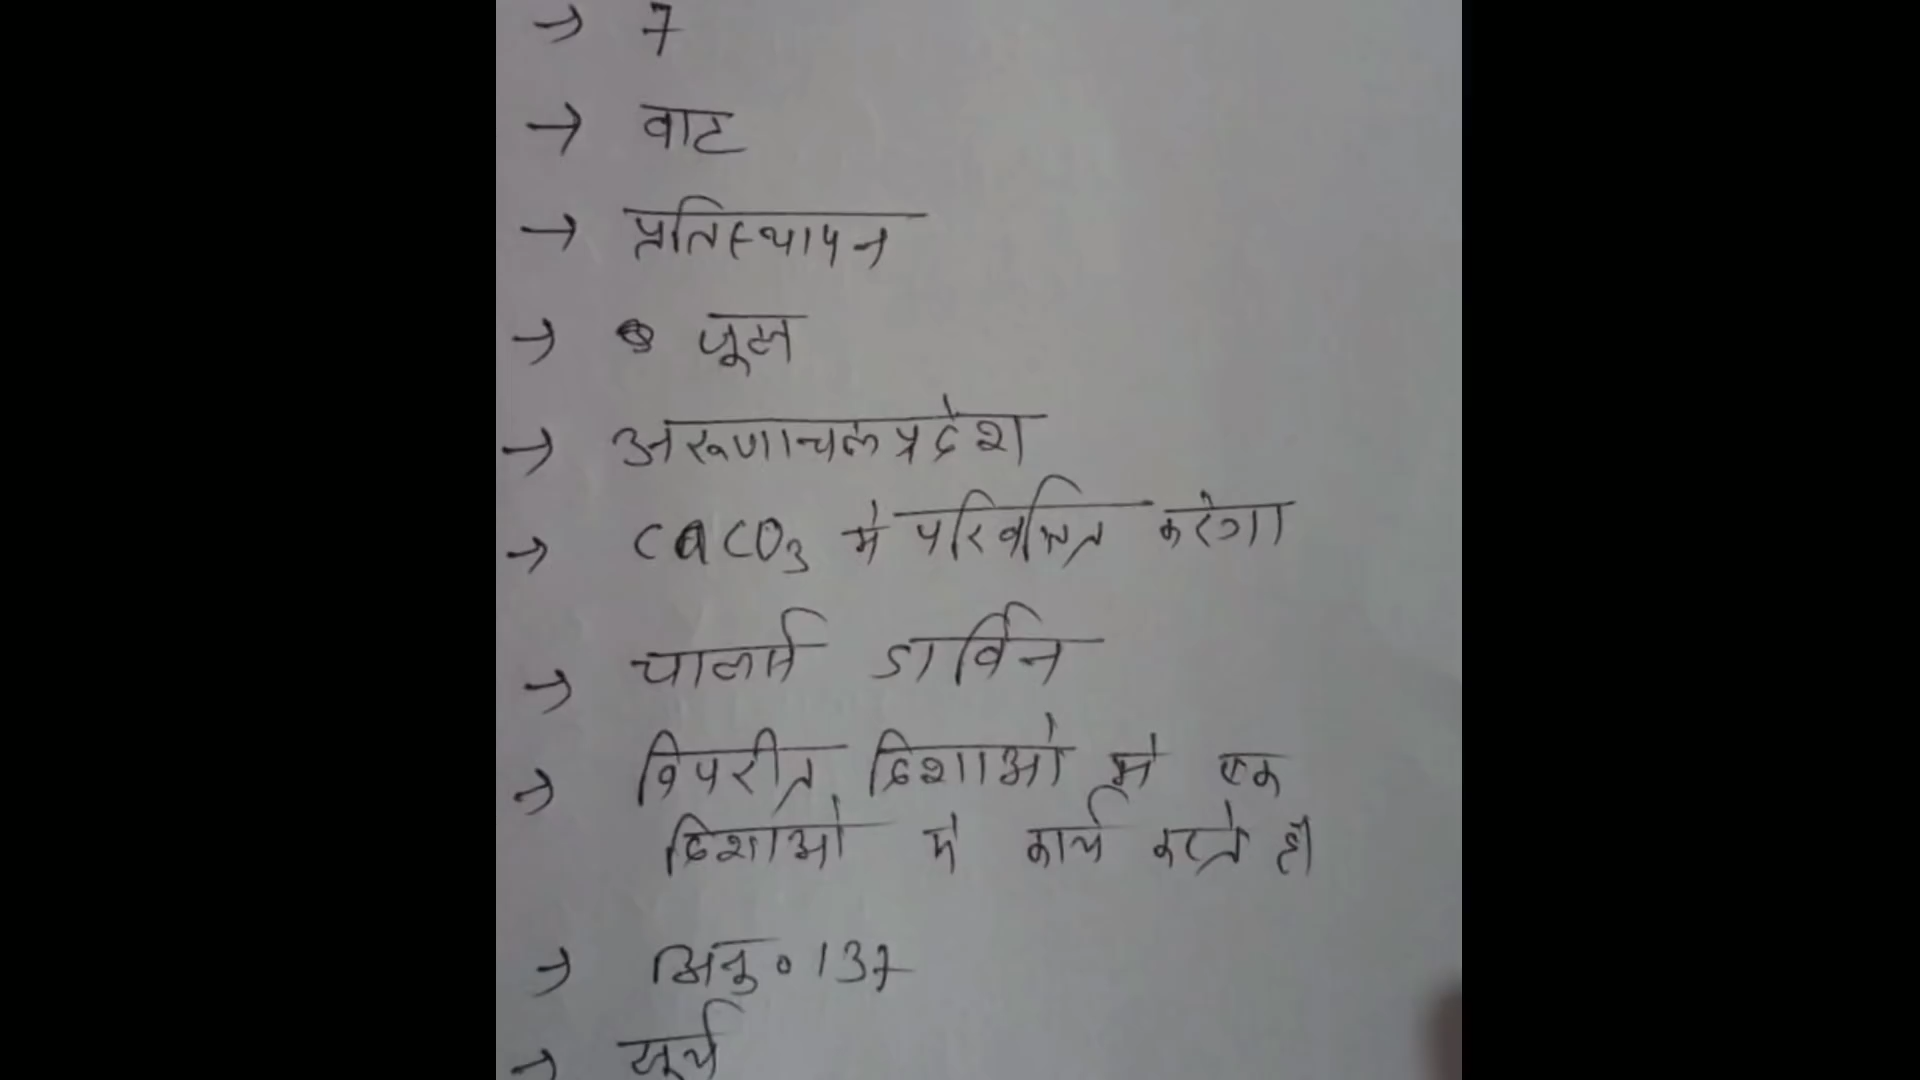 → 7
→ वाट
→ प्रतिस्थापन
→ जूल
→ अरूणाचल प्रदेश
→ CaCO3 मे परिवर्तित करेगा
→ चार्ल्स डार्विन
→ विपरीत दिशाओ मे एक
दिशाओ मे कार्य करते हो
→ अनु० 137
→ सूर्य